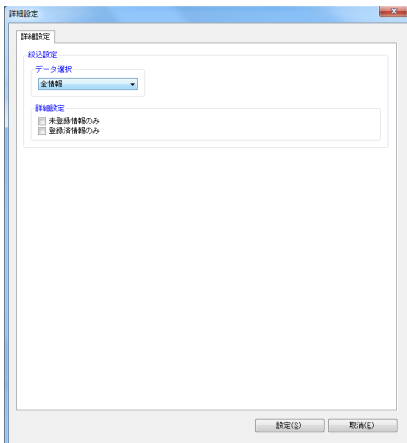 詳細設定
詳細設定
絞込設定
データ選択
全情報
詳細設定
未登録情報のみ
登録済情報のみ
設定(S)
取消(E)